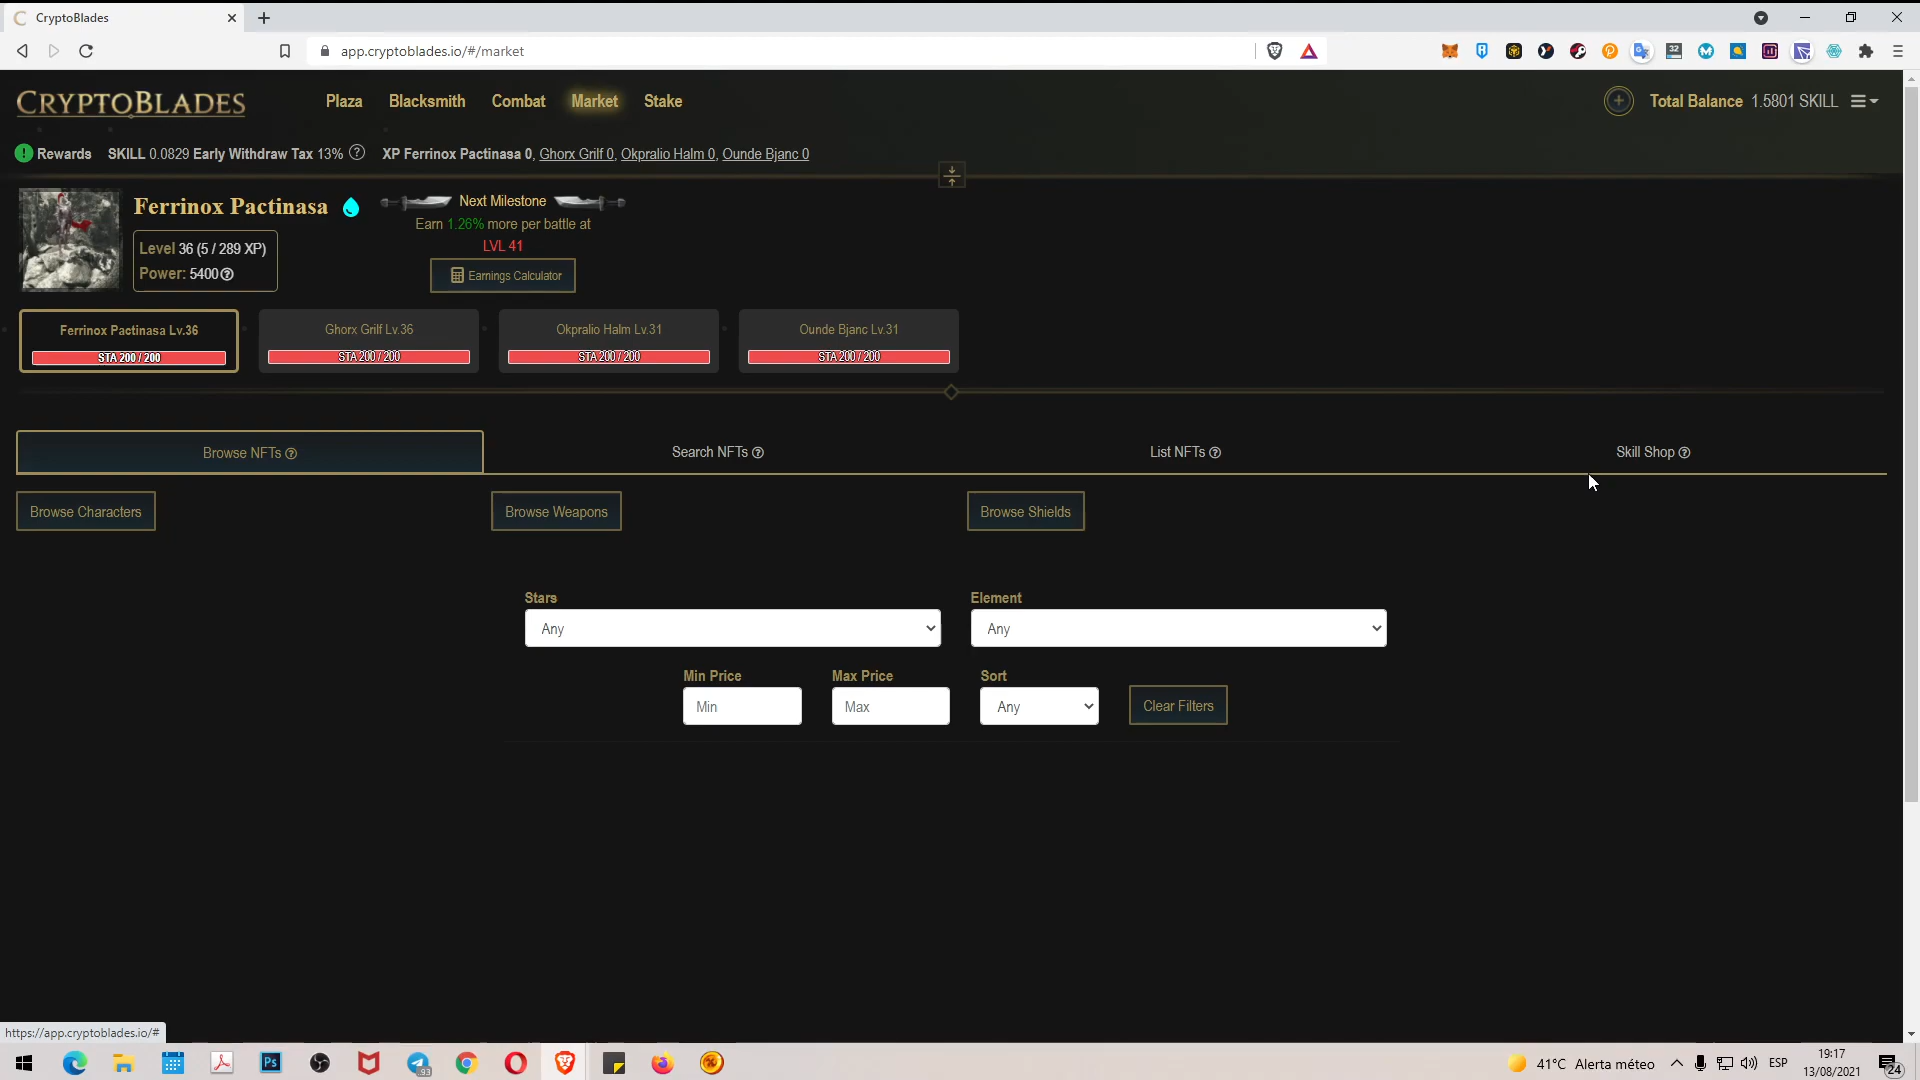 CryptoBlades
app.cryptoblades.io/#/market
32
CRYPTOBLADES
Plaza Blacksmith Combat Market Stake
Total Balance 1.5801 SKILL
Rewards SKILL 0.0829 Early Withdraw Tax 13% XP Ferrinox Pactinasa 0, Ghorx Grilf 0, Okpralio Halm 0, Ounde Bjanc 0
Ferrinox Pactinasa
Level 36 (5 / 289 XP)
Power: 5400
Next Milestone
Earn 1.26% more per battle at
LVL 41
Earnings Calculator
Ferrinox Pactinasa Lv.36
STA 200 / 200
Ghorx Grilf Lv.36
STA 200 / 200
Okpralio Halm Lv.31
STA 200 / 200
Ounde Bjanc Lv.31
STA 200 / 200
Browse NFTs
Search NFTs
List NFTs
Skill Shop
Browse Characters
Browse Weapons
Browse Shields
Stars
Any
Element
Any
Min Price
Min
Max Price
Max
Sort
Any
Clear Filters
https://app.cryptoblades.io/#
Ps
93
41°C Alerta méteo
ESP
19:17
13/08/2021
24